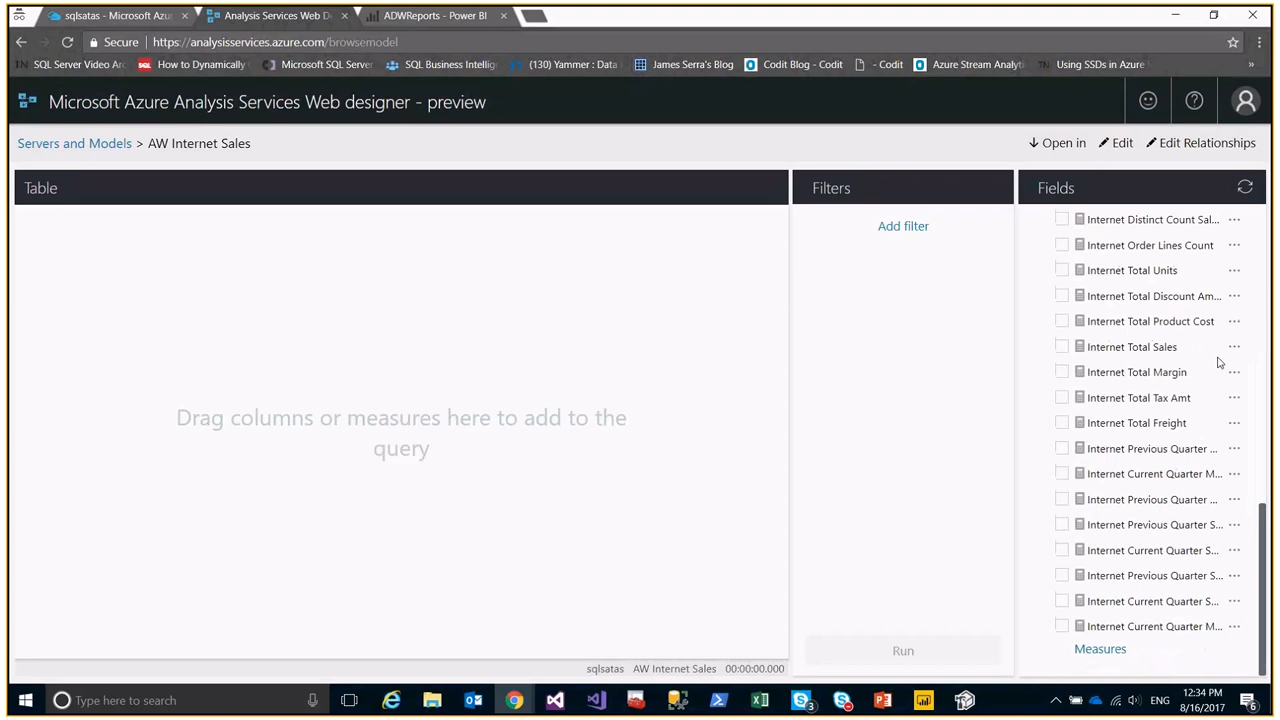 sqlsatas - Microsoft Azur
Analysis Services Web De
ADWReports - Power BI
Secure
https://analysisservices.azure.com/browsemodel
SQL Server Video Arc
How to Dynamically
Microsoft SQL Server
SQL Business Intellig
(130) Yammer : Data
James Serra's Blog
Codit Blog - Codit
- Codit
Azure Stream Analyti
Using SSDs in Azure
Microsoft Azure Analysis Services Web designer - preview
Servers and Models > AW Internet Sales
Open in
Edit
Edit Relationships
Table
Filters
Fields
Add filter
Drag columns or measures here to add to the
query
Run
Internet Distinct Count Sal...
Internet Order Lines Count
Internet Total Units
Internet Total Discount Am...
Internet Total Product Cost
Internet Total Sales
Internet Total Margin
Internet Total Tax Amt
Internet Total Freight
Internet Previous Quarter ...
Internet Current Quarter M...
Internet Previous Quarter ...
Internet Previous Quarter S...
Internet Current Quarter S...
Internet Previous Quarter S...
Internet Current Quarter S...
Internet Current Quarter M...
Measures
sqlsatas AW Internet Sales 00:00:00.000
Type here to search
3
ENG
12:34 PM
8/16/2017
6